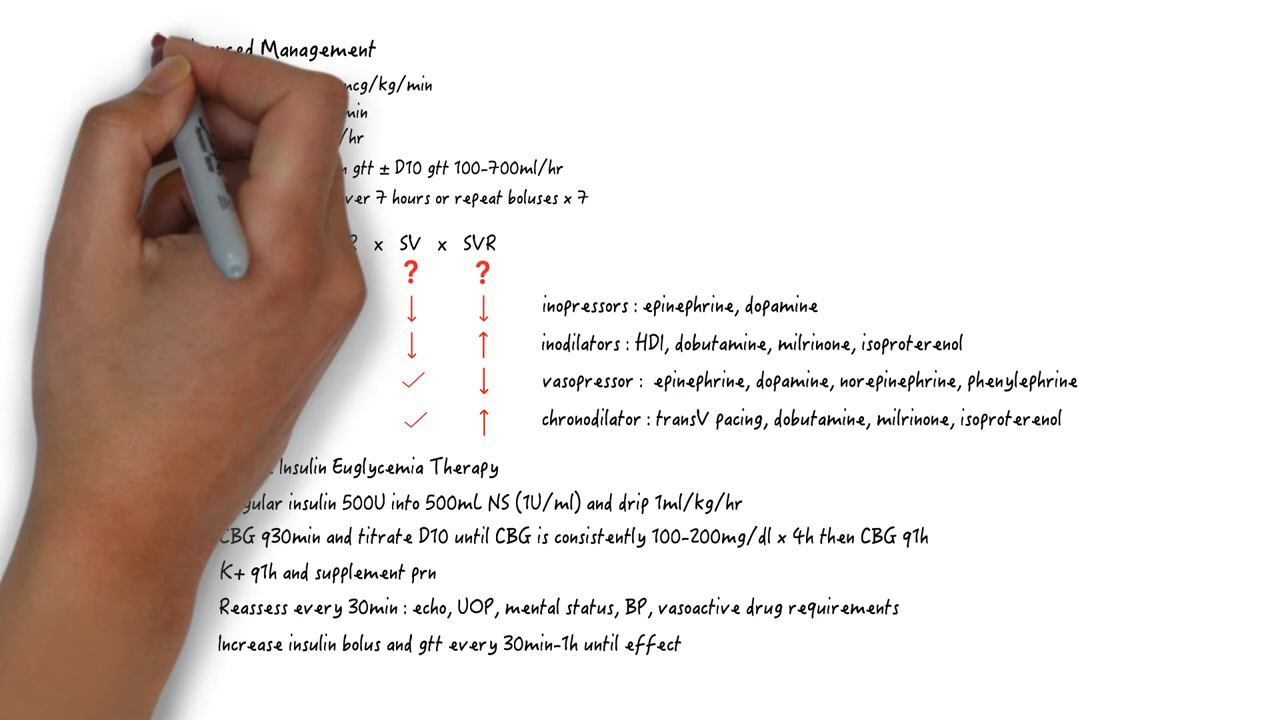 Management
mcg/kg/min
min
/hr
gtt ± D10 gtt 100-700ml/hr
over 7 hours or repeat boluses x 7
x SV x SVR
? ?
↓ ↓ inopressors : epinephrine, dopamine
↓ ↑ inodilators : HDI, dobutamine, milrinone, isoproterenol
✓ ↓ vasopressor : epinephrine, dopamine, norepinephrine, phenylephrine
✓ ↑ chronodilator : transV pacing, dobutamine, milrinone, isoproterenol
Insulin Euglycemia Therapy
Regular insulin 500U into 500mL NS (1U/ml) and drip 1ml/kg/hr
CBG q30min and titrate D10 until CBG is consistently 100-200mg/dl x 4h then CBG q1h
K+ q1h and supplement prn
Reassess every 30min : echo, UOP, mental status, BP, vasoactive drug requirements
Increase insulin bolus and gtt every 30min-1h until effect